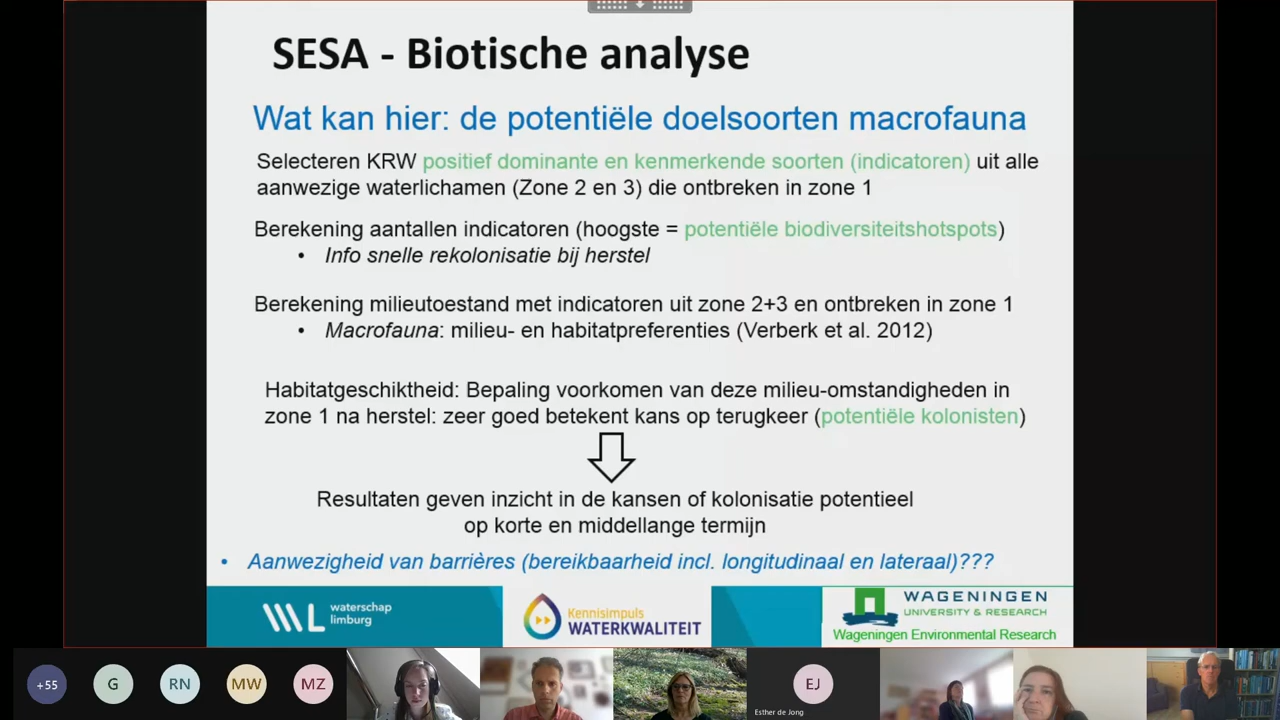 SESA - Biotische analyse
Wat kan hier: de potentiële doelsoorten macrofauna
Selecteren KRW positief dominante en kenmerkende soorten (indicatoren) uit alle
aanwezige waterlichamen (Zone 2 en 3) die ontbreken in zone 1
Berekening aantallen indicatoren (hoogste = potentiële biodiversiteitshotspots)
• Info snelle rekolonisatie bij herstel
Berekening milieutoestand met indicatoren uit zone 2+3 en ontbreken in zone 1
• Macrofauna: milieu- en habitatpreferenties (Verberk et al. 2012)
Habitatgeschiktheid: Bepaling voorkomen van deze milieu-omstandigheden in
zone 1 na herstel: zeer goed betekent kans op terugkeer (potentiële kolonisten)
Resultaten geven inzicht in de kansen of kolonisatie potentieel
op korte en middellange termijn
• Aanwezigheid van barrières (bereikbaarheid incl. longitudinaal en lateraal)???
waterschap
limburg
Kennisimpuls
WATERKWALITEIT
WAGENINGEN
UNIVERSITY & RESEARCH
Wageningen Environmental Research
+55
G
RN
MW
MZ
EJ
Esther de Jong